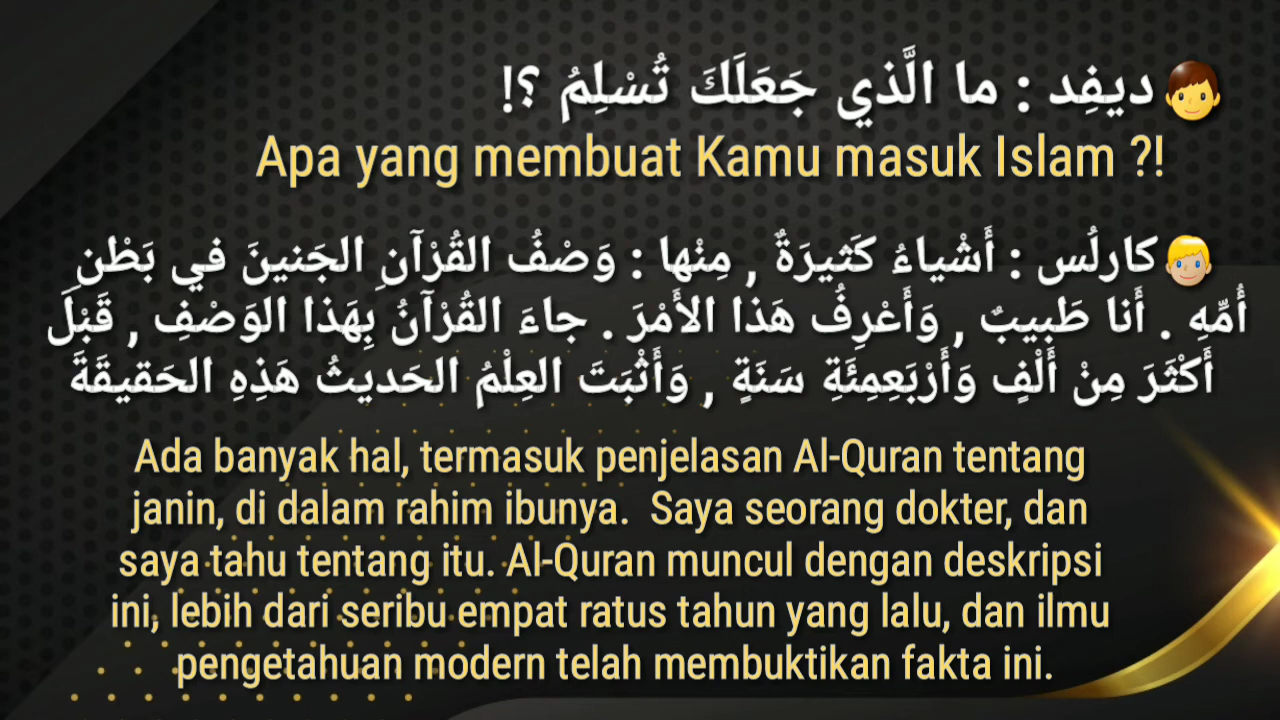 ديفِد : ما الَّذي جَعَلَكَ تُسْلِمُ ؟!
Apa yang membuat Kamu masuk Islam ?!
كارلُس : أَشْياءُ كَثيرَةٌ , مِنْها : وَصْفُ القُرْآنِ الجَنينَ في بَطْنِ
أُمِّهِ . أَنا طَبيبٌ , وَأَعْرِفُ هَذا الأَمْرَ . جاءَ القُرْآنُ بِهَذا الوَصْفِ , قَبْلَ
أَكْثَرَ مِنْ أَلْفٍ وَأَرْبَعِمِئَةِ سَنَةٍ , وَأَثْبَتَ العِلْمُ الحَديثُ هَذِهِ الحَقيقَةَ
Ada banyak hal, termasuk penjelasan Al-Quran tentang
janin, di dalam rahim ibunya. Saya seorang dokter, dan
saya tahu tentang itu. Al-Quran muncul dengan deskripsi
ini, lebih dari seribu empat ratus tahun yang lalu, dan ilmu
pengetahuan modern telah membuktikan fakta ini.